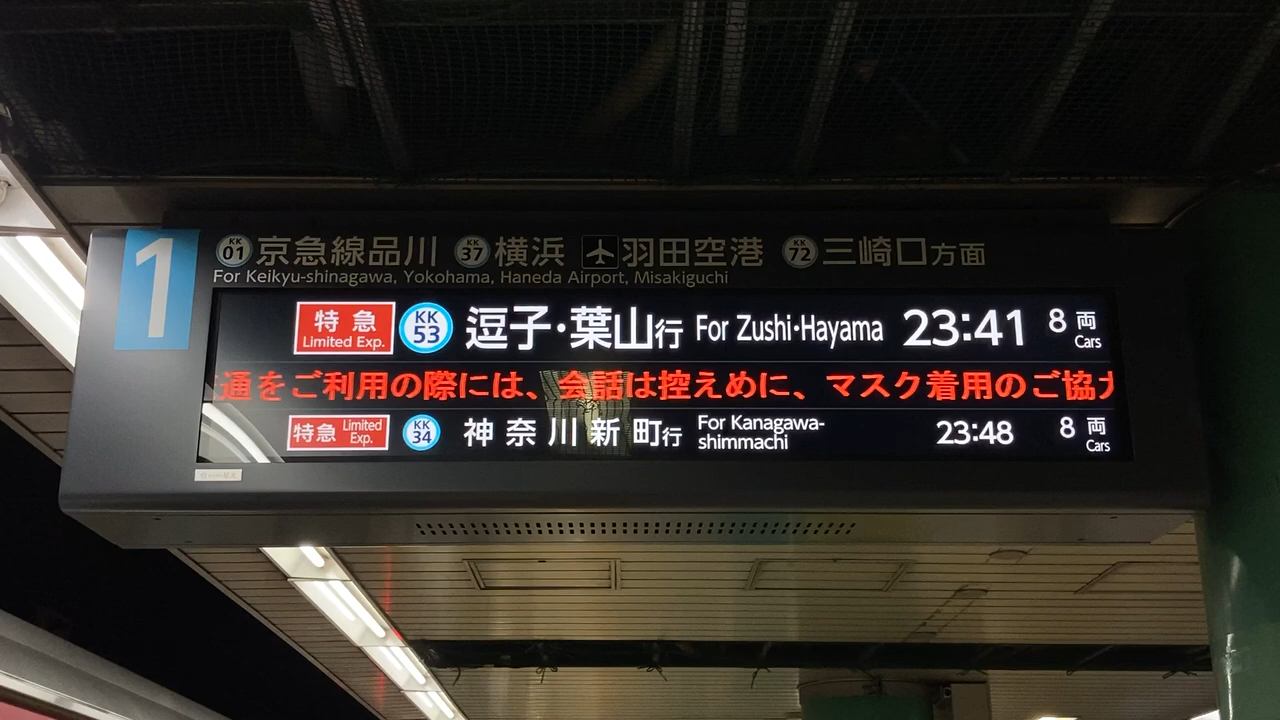 1
KK 01 京急線品川 KK 37 横浜 羽田空港 KK 72 三崎口方面
For Keikyu-shinagawa, Yokohama, Haneda Airport, Misakiguchi
特急 Limited Exp. KK 53 逗子・葉山行 For Zushi・Hayama 23:41 8両 Cars
通をご利用の際には、会話は控えめに、マスク着用のご協力
特急 Limited Exp. KK 34 神奈川新町行 For Kanagawa-shimmachi 23:48 8両 Cars